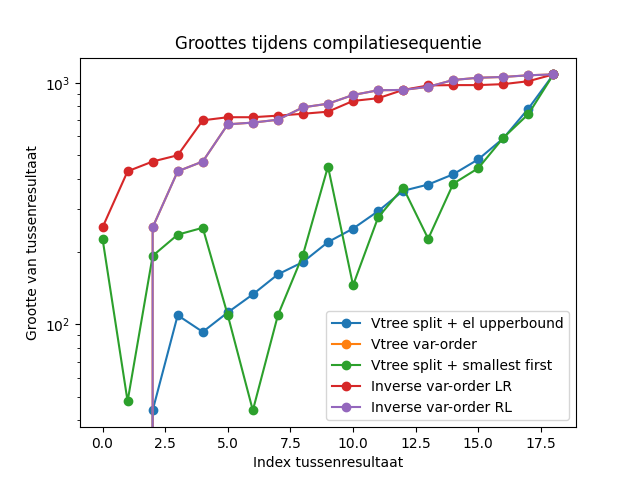 Groottes tijdens compilatiesequentie
Grootte van tussenresultaat
10³
10²
0.0 2.5 5.0 7.5 10.0 12.5 15.0 17.5
Index tussenresultaat
Vtree split + el upperbound
Vtree var-order
Vtree split + smallest first
Inverse var-order LR
Inverse var-order RL